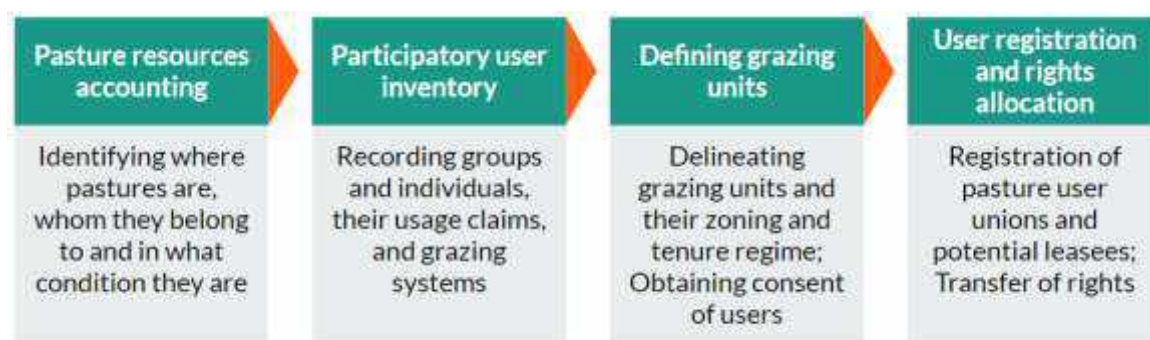 Pasture resources
accounting
Identifying where
pastures are,
whom they belong
to and in what
condition they are
Participatory user
inventory
Recording groups
and individuals,
their usage claims,
and grazing
systems
Defining grazing
units
Delineating
grazing units and
their zoning and
tenure regime;
Obtaining consent
of users
User registration
and rights
allocation
Registration of
pasture user
unions and
potential leasees;
Transfer of rights